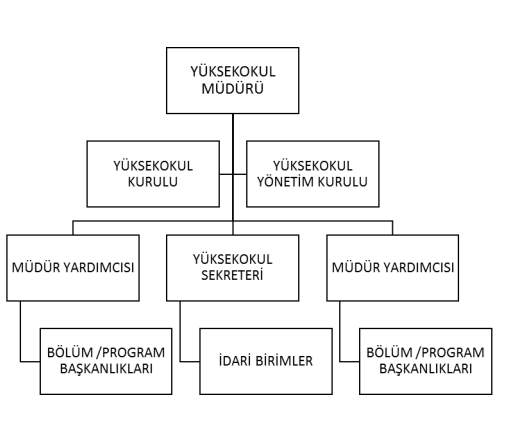 YÜKSEKOKUL
MÜDÜRÜ
YÜKSEKOKUL
KURULU
YÜKSEKOKUL
YÖNETİM KURULU
MÜDÜR YARDIMCISI
YÜKSEKOKUL
SEKRETERİ
MÜDÜR YARDIMCISI
BÖLÜM /PROGRAM
BAŞKANLIKLARI
İDARİ BİRİMLER
BÖLÜM /PROGRAM
BAŞKANLIKLARI